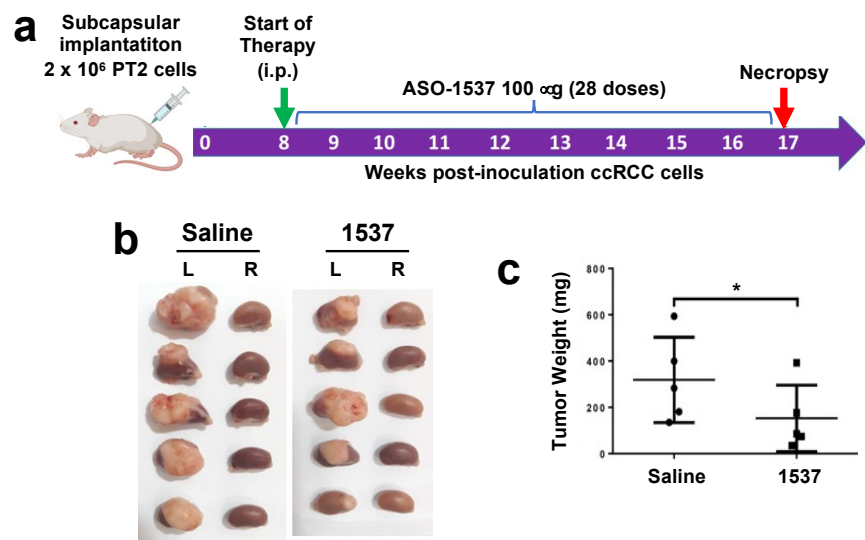 a
Subcapsular
implantatition
2 x 10⁶ PT2 cells
Start of
Therapy
(i.p.)
ASO-1537 100 ∝g (28 doses)
Necropsy
0 8 9 10 11 12 13 14 15 16 17
Weeks post-inoculation ccRCC cells
b
Saline 1537
L R L R
c
Tumor Weight (mg)
800
600
400
200
0
*
Saline 1537